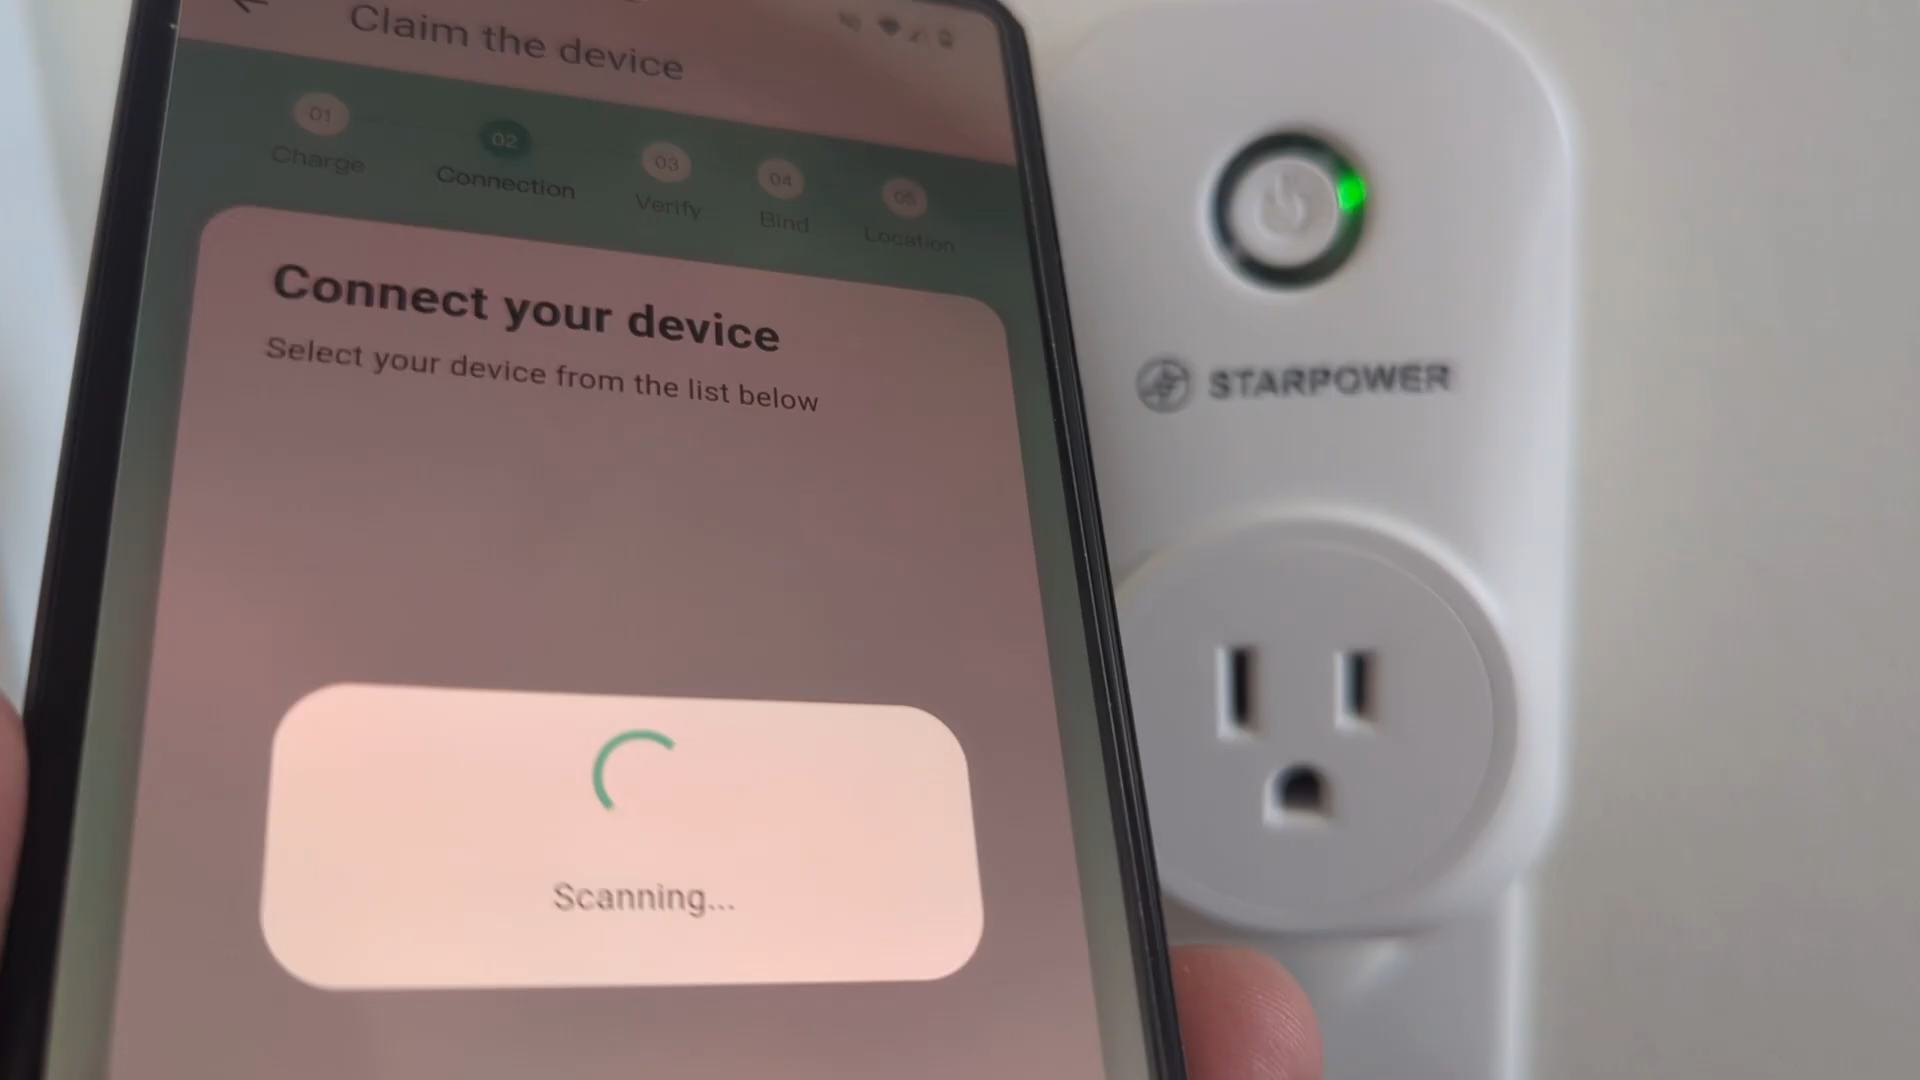 Claim the device
01
02
03
04
05
Charge
Connection
Verify
Bind
Location
Connect your device
Select your device from the list below
Scanning...
STARPOWER